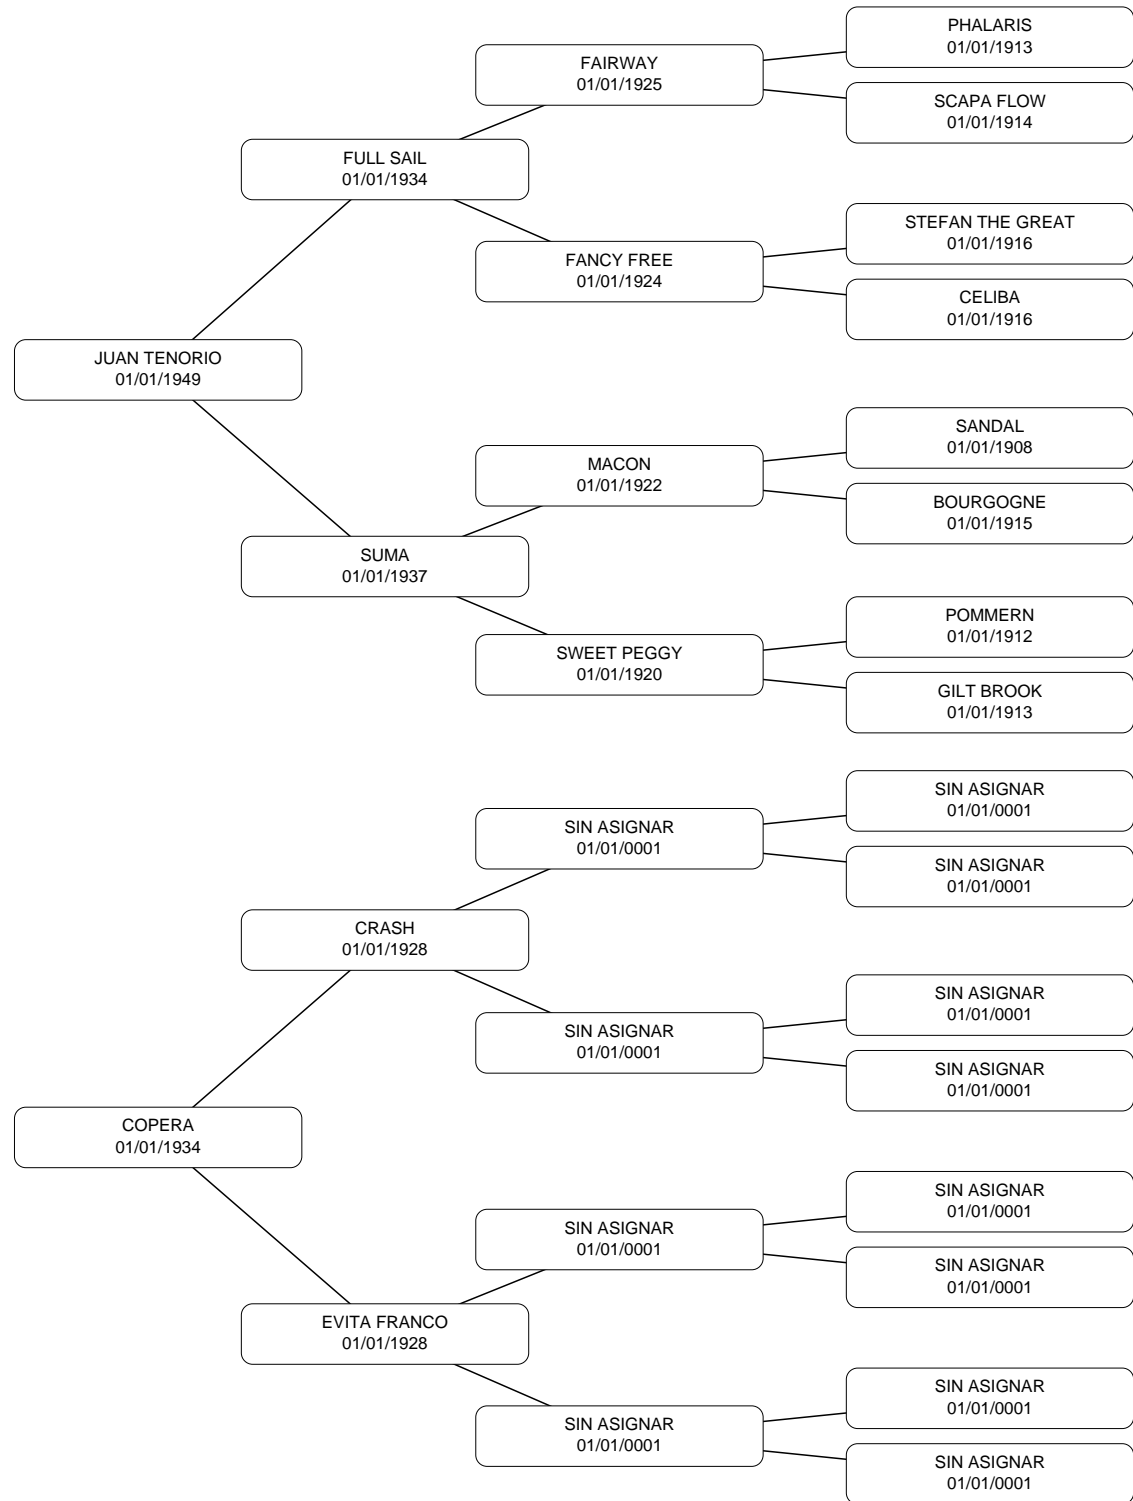 PHALARIS
01/01/1913
FAIRWAY
01/01/1925
SCAPA FLOW
01/01/1914
FULL SAIL
01/01/1934
STEFAN THE GREAT
01/01/1916
FANCY FREE
01/01/1924
CELIBA
01/01/1916
JUAN TENORIO
01/01/1949
SANDAL
01/01/1908
MACON
01/01/1922
BOURGOGNE
01/01/1915
SUMA
01/01/1937
POMMERN
01/01/1912
SWEET PEGGY
01/01/1920
GILT BROOK
01/01/1913
SIN ASIGNAR
01/01/0001
SIN ASIGNAR
01/01/0001
SIN ASIGNAR
01/01/0001
CRASH
01/01/1928
SIN ASIGNAR
01/01/0001
SIN ASIGNAR
01/01/0001
SIN ASIGNAR
01/01/0001
COPERA
01/01/1934
SIN ASIGNAR
01/01/0001
SIN ASIGNAR
01/01/0001
SIN ASIGNAR
01/01/0001
EVITA FRANCO
01/01/1928
SIN ASIGNAR
01/01/0001
SIN ASIGNAR
01/01/0001
SIN ASIGNAR
01/01/0001